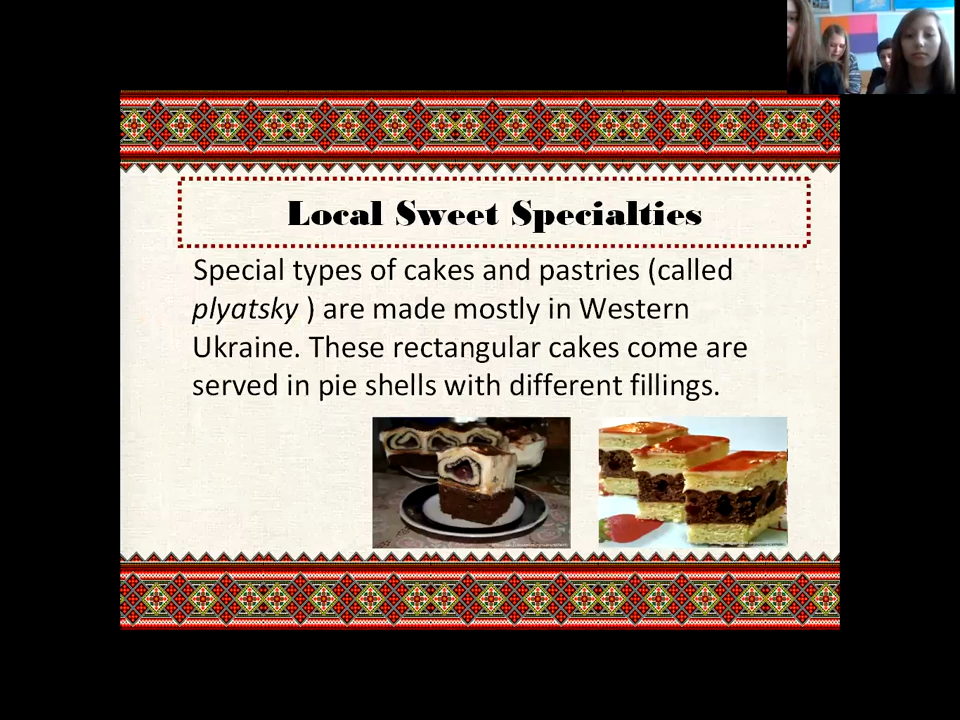 Local Sweet Specialties
Special types of cakes and pastries (called
plyatsky ) are made mostly in Western
Ukraine. These rectangular cakes come are
served in pie shells with different fillings.